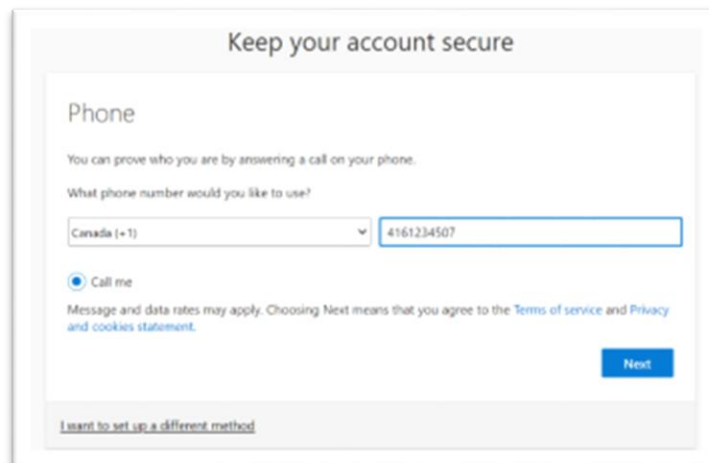 Keep your account secure
Phone
You can prove who you are by answering a call on your phone.
What phone number would you like to use?
Canada (+1) 4161234507
Call me
Message and data rates may apply. Choosing Next means that you agree to the Terms of service and Privacy
and cookies statement.
Next
I want to set up a different method